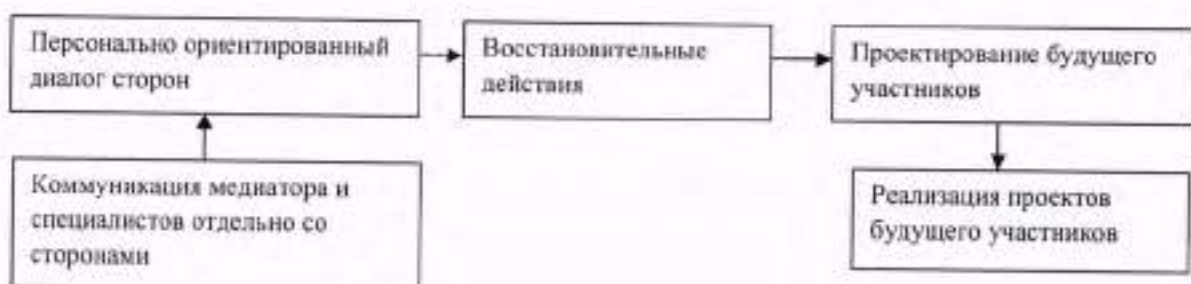 Персонально ориентированный
диалог сторон
Восстановительные
действия
Проектирование будущего
участников
Коммуникация медиатора и
специалистов отдельно со
сторонами
Реализация проектов
будущего участников